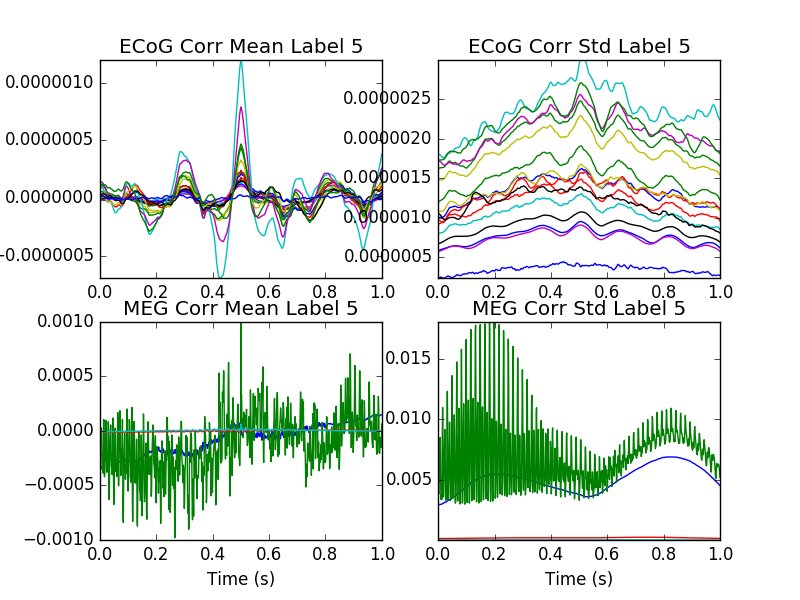 ECoG Corr Mean Label 5
0.0000010
0.0000005
0.0000000
−0.0000005
0.0 0.2 0.4 0.6 0.8 1.0
ECoG Corr Std Label 5
0.0000025
0.0000020
0.0000015
0.0000010
0.0000005
0.0 0.2 0.4 0.6 0.8 1.0
MEG Corr Mean Label 5
0.0010
0.0005
0.0000
−0.0005
−0.0010
0.0 0.2 0.4 0.6 0.8 1.0
Time (s)
MEG Corr Std Label 5
0.015
0.010
0.005
0.0 0.2 0.4 0.6 0.8 1.0
Time (s)